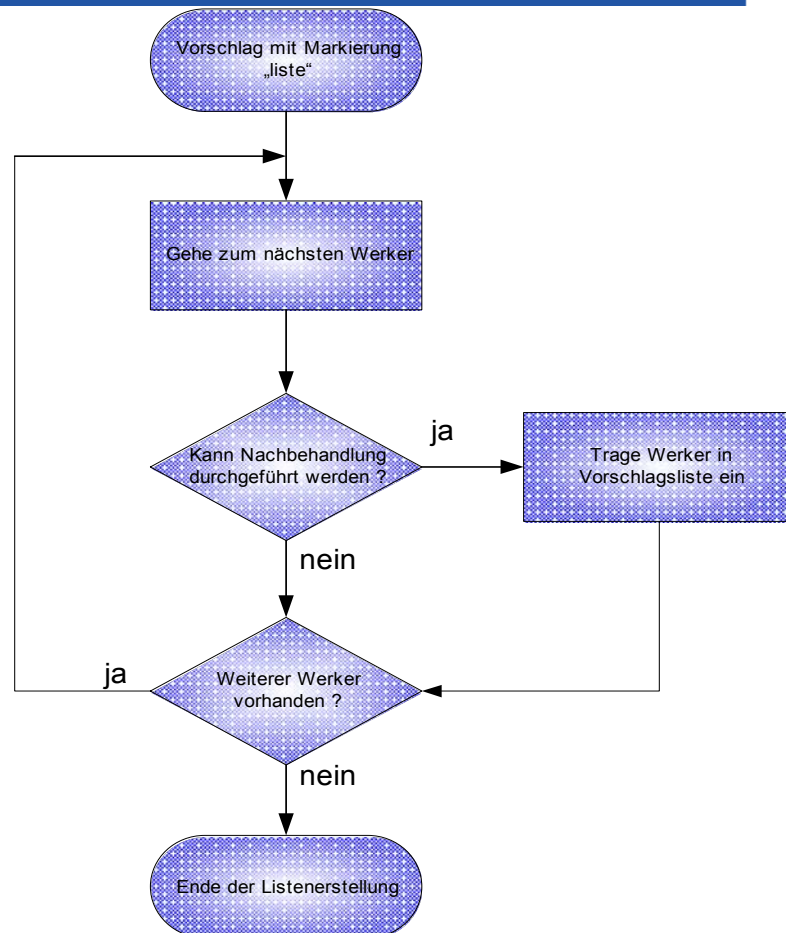 Vorschlag mit Markierung
„liste“
Gehe zum nächsten Werker
Kann Nachbehandlung
durchgeführt werden ?
ja
Trage Werker in
Vorschlagsliste ein
nein
Weiterer Werker
vorhanden ?
ja
nein
Ende der Listenerstellung